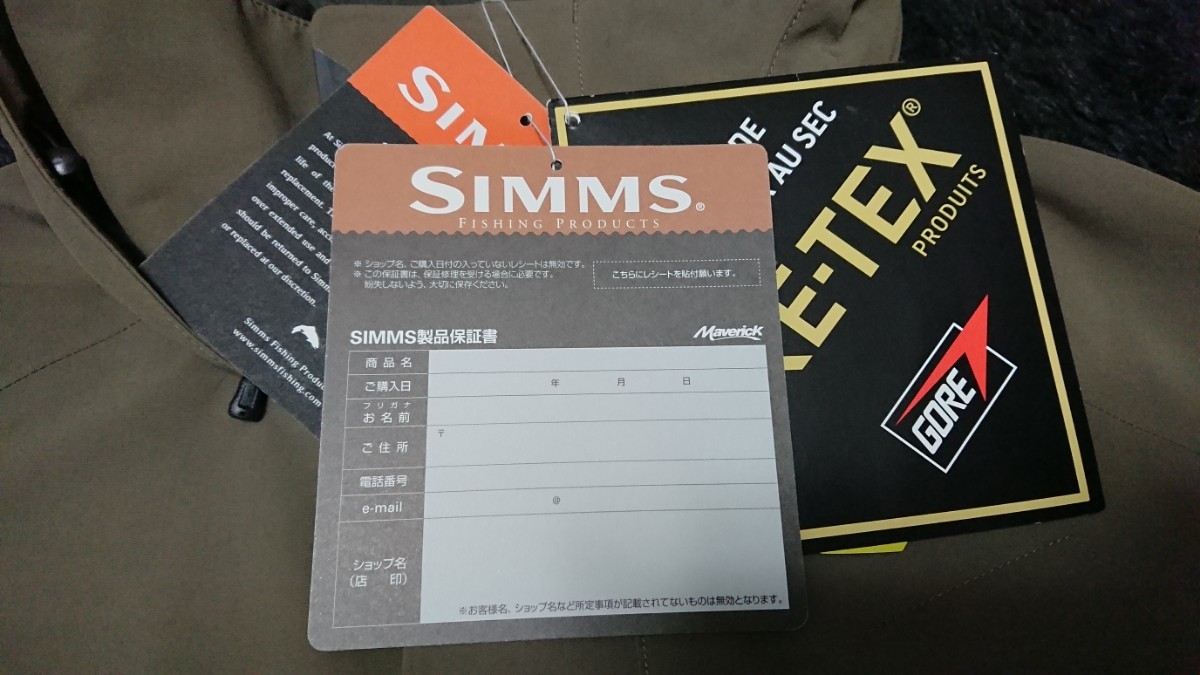 SIMMS®
FISHING PRODUCTS
※ ショップ名、ご購入日付の入っていないレシートは無効です。
※ この保証書は、保証修理を受ける場合に必要です。
紛失しないよう、大切に保存ください。
こちらにレシートを貼付願います。
SIMMS製品保証書
Maverick
商品名
ご購入日 年 月 日
フリガナ
お名前
ご住所 〒
電話番号
e-mail @
ショップ名
(店 印)
※お客様名、ショップ名など所定事項が記載されてないものは無効となります。
At
life of the
replacement.
improper care,
over extended use and
should be returned to Simm
or replaced at our discretion.
Simms Fishing Produc
www.simmsfishing.com
DE
AU SEC
E-TEX®
PRODUITS
GORE